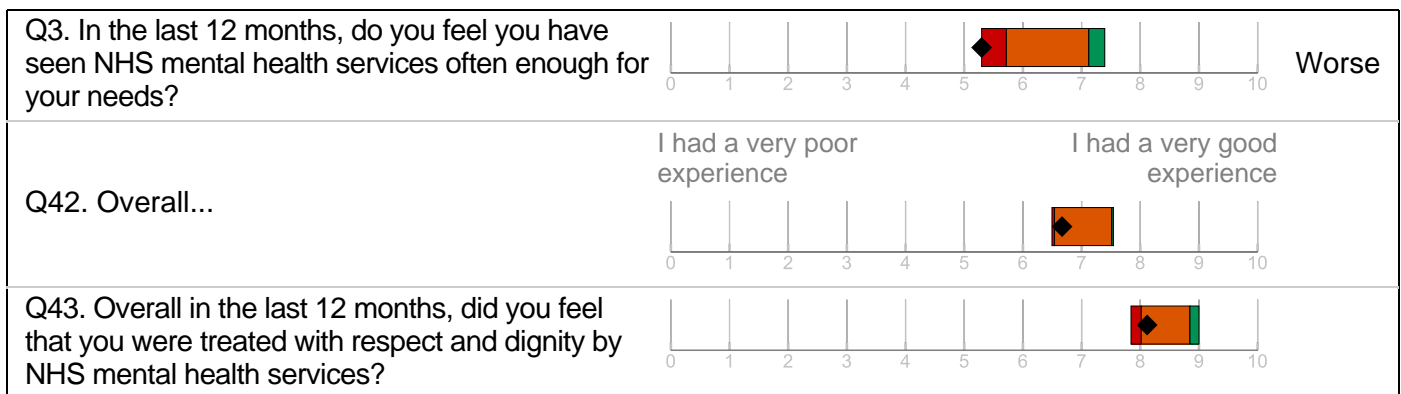 Q3. In the last 12 months, do you feel you have
seen NHS mental health services often enough for
your needs?
0 1 2 3 4 5 6 7 8 9 10
Worse
I had a very poor
experience
I had a very good
experience
Q42. Overall...
0 1 2 3 4 5 6 7 8 9 10
Q43. Overall in the last 12 months, did you feel
that you were treated with respect and dignity by
NHS mental health services?
0 1 2 3 4 5 6 7 8 9 10